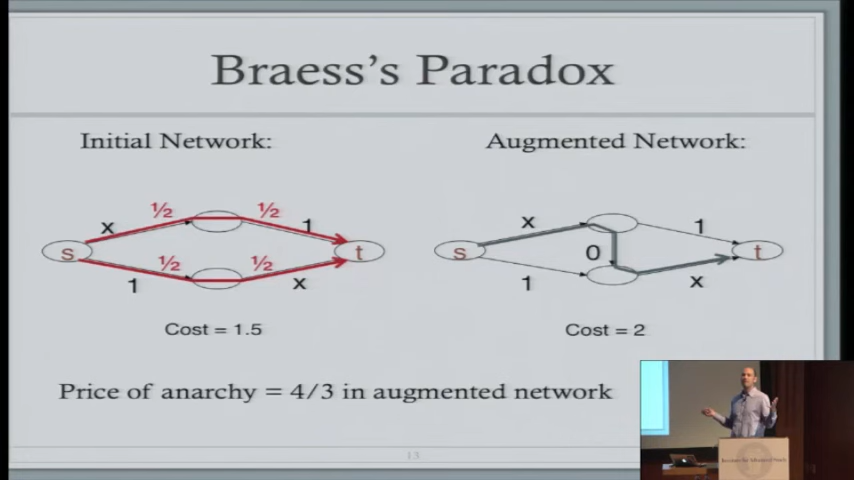 Braess's Paradox
Initial Network:
Augmented Network:
x ½ ½ 1
s t
1 ½ ½ x
x 1
s 0 t
1 x
Cost = 1.5
Cost = 2
Price of anarchy = 4/3 in augmented network
13